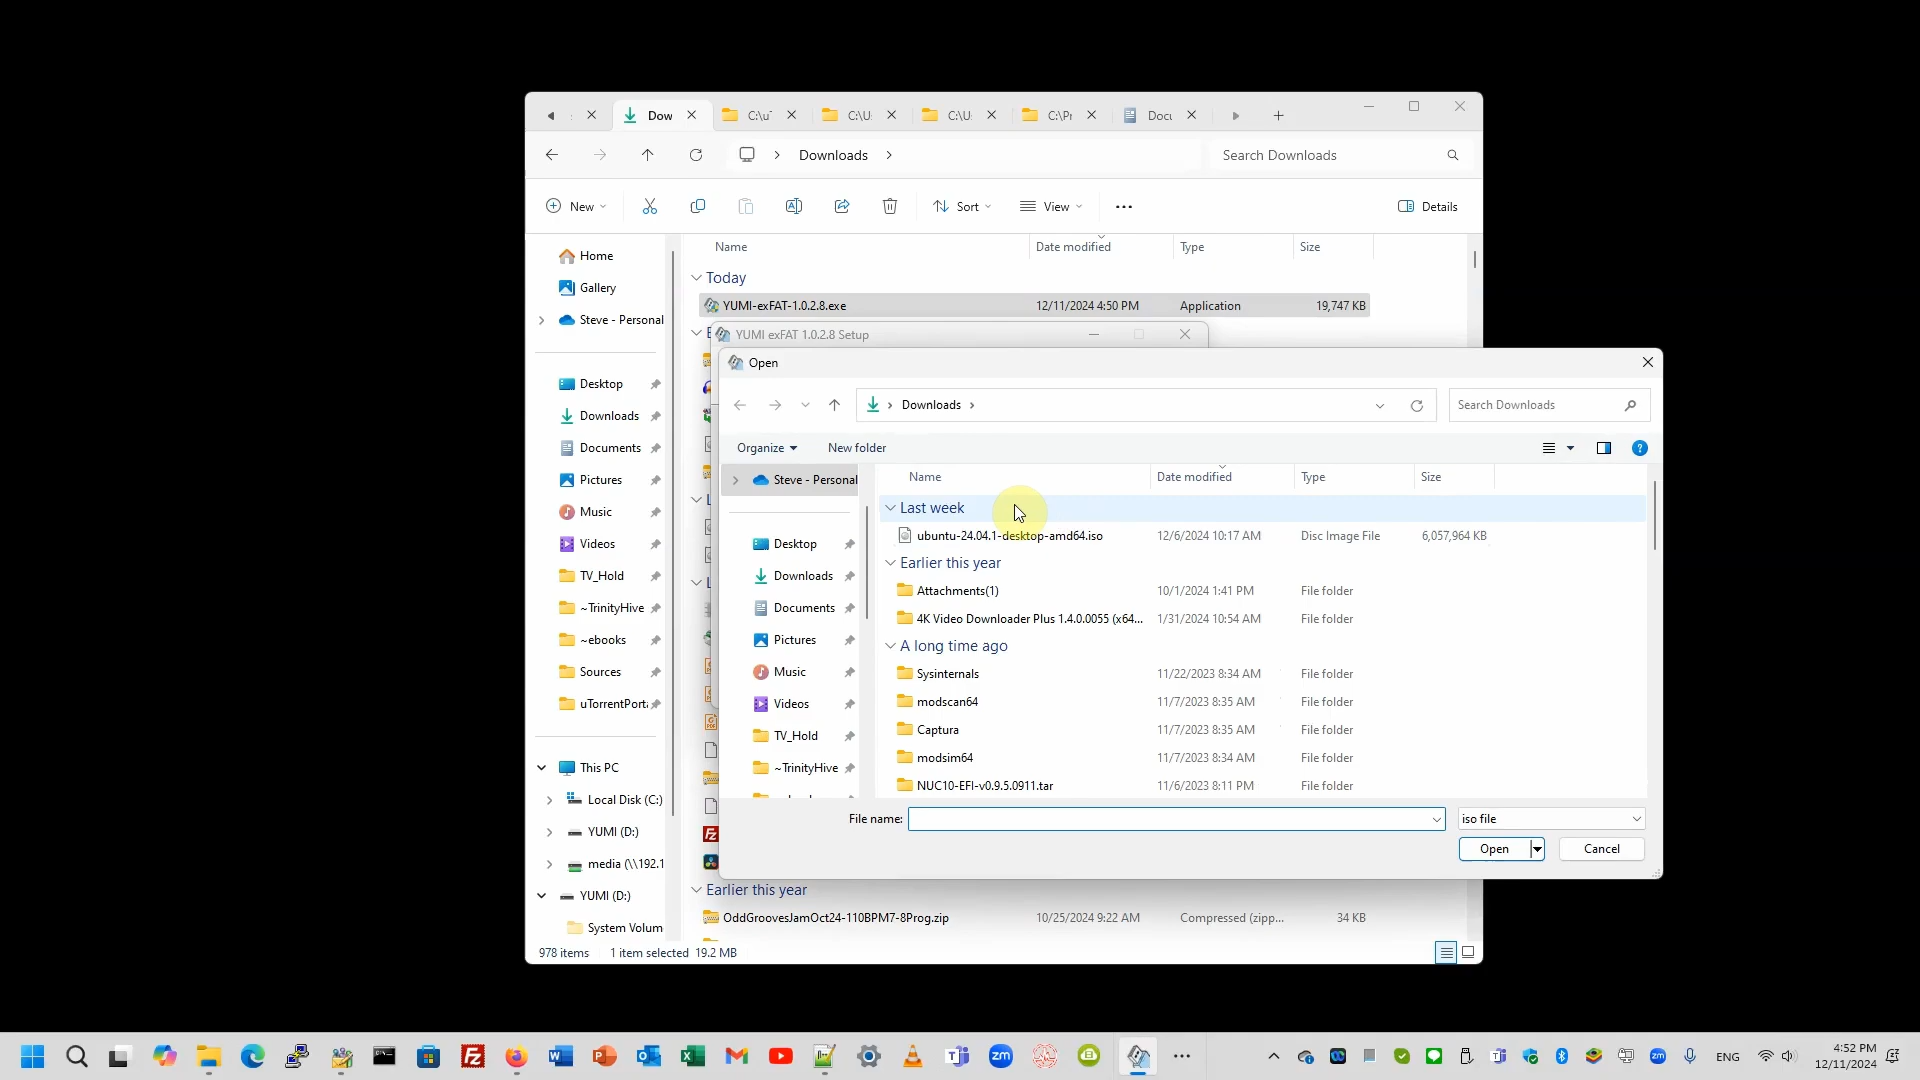 Dow
C:\u
C:\U
C:\U
C:\Pr
Docu
Downloads
Search Downloads
New
Sort
View
Details
Name
Date modified
Type
Size
Today
YUMI-exFAT-1.0.2.8.exe
12/11/2024 4:50 PM
Application
19,747 KB
Home
Gallery
Steve - Personal
Desktop
Downloads
Documents
Pictures
Music
Videos
TV_Hold
~TrinityHive
~ebooks
Sources
uTorrentPort
This PC
Local Disk (C:)
YUMI (D:)
media (\\192.1
YUMI (D:)
System Volum
YUMI exFAT 1.0.2.8 Setup
Open
Downloads
Search Downloads
Organize
New folder
Steve - Personal
Desktop
Downloads
Documents
Pictures
Music
Videos
TV_Hold
~TrinityHive
Name
Date modified
Type
Size
Last week
ubuntu-24.04.1-desktop-amd64.iso
12/6/2024 10:17 AM
Disc Image File
6,057,964 KB
Earlier this year
Attachments(1)
10/1/2024 1:41 PM
File folder
4K Video Downloader Plus 1.4.0.0055 (x64...
1/31/2024 10:54 AM
File folder
A long time ago
Sysinternals
11/22/2023 8:34 AM
File folder
modscan64
11/7/2023 8:35 AM
File folder
Captura
11/7/2023 8:35 AM
File folder
modsim64
11/7/2023 8:34 AM
File folder
NUC10-EFI-v0.9.5.0911.tar
11/6/2023 8:11 PM
File folder
File name:
iso file
Open
Cancel
Earlier this year
OddGroovesJamOct24-110BPM7-8Prog.zip
10/25/2024 9:22 AM
Compressed (zipp...
34 KB
978 items
1 item selected 19.2 MB
ENG
4:52 PM
12/11/2024